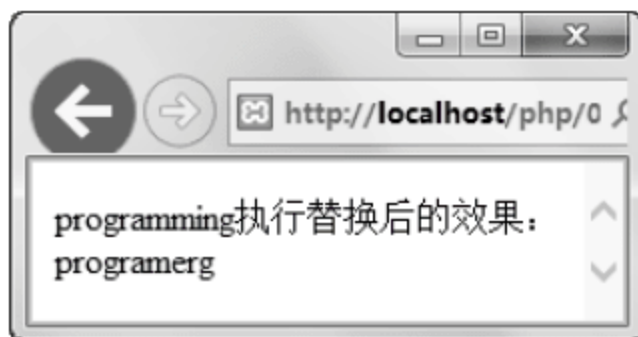 http://localhost/php/0
programming执行替换后的效果：
programerg